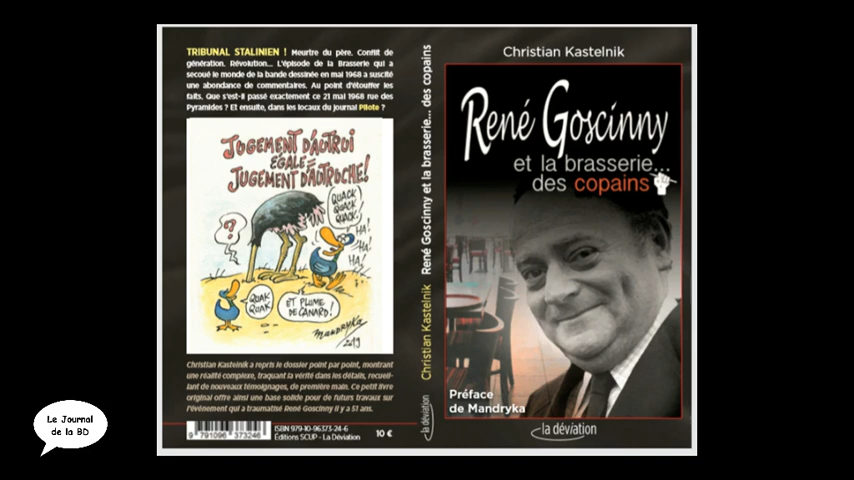 TRIBUNAL STALINIEN ! Meurtre du père. Conflit de
génération. Révolution... L'épisode de la Brasserie qui a
secoué le monde de la bande dessinée en mai 1968 a suscité
une abondance de commentaires. Au point d'étouffer les
faits. Que s'est-il passé exactement ce 21 mai 1968 rue des
Pyramides ? Et ensuite, dans les locaux du journal Pilote ?
JUGEMENT D'AUTRUI
ÉGALE =
JUGEMENT D'AUTRUCHE!
?
QUACK
QUACK
QUACK!
HA!
HA!
HA!
QUAK
QUAK
ET PLUME
DE CANARD!
MANDRYKA
219
Christian Kastelnik a repris le dossier point par point, montrant
une réalité complexe, traquant la vérité dans les détails, recueil-
lant de nouveaux témoignages, de première main. Ce petit livre
original offre ainsi une base solide pour de futurs travaux sur
l'événement qui a traumatisé René Goscinny il y a 51 ans.
9 791096 373246
ISBN 979-10-96373-24-6
Éditions SCUP - La Déviation
10 €
la déviation
Christian Kastelnik René Goscinny et la brasserie... des copains
Christian Kastelnik
René Goscinny
et la brasserie...
des copains
Préface
de Mandryka
la déviation
Le Journal
de la BD